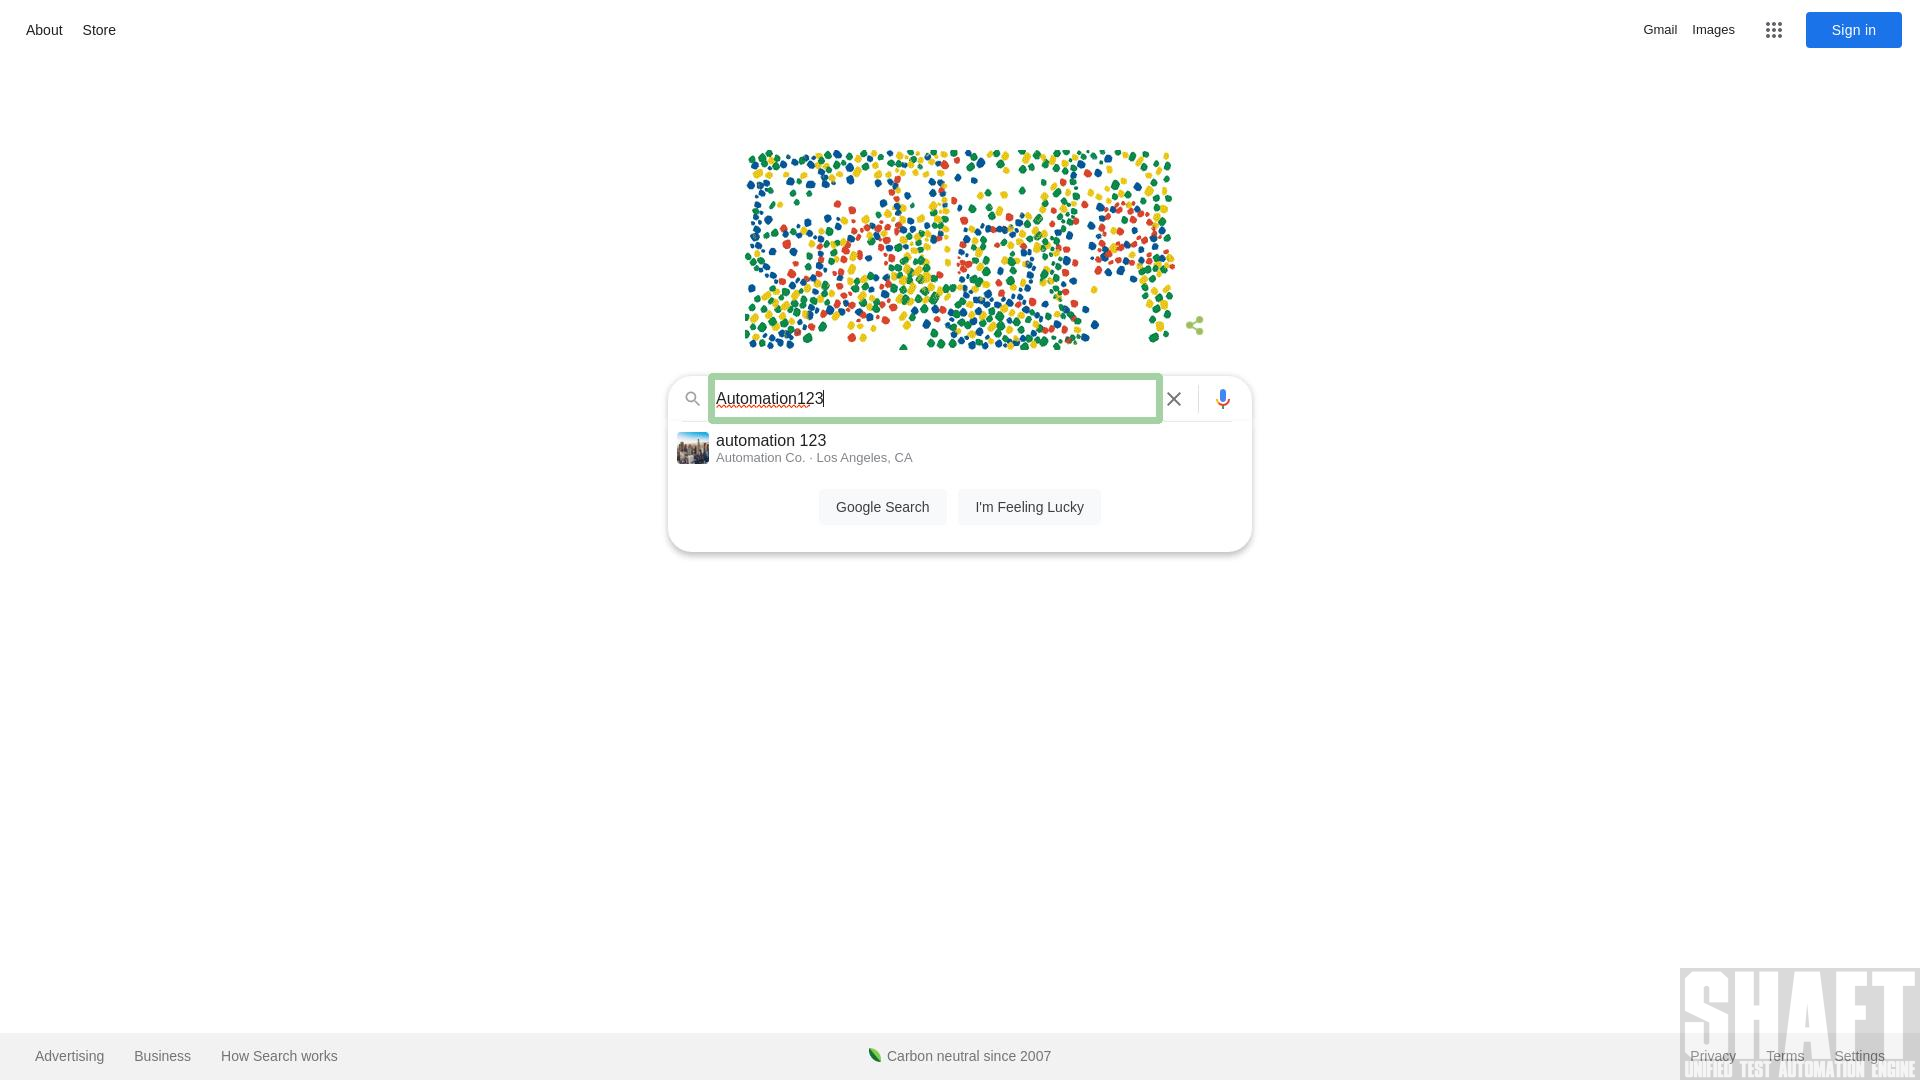 About Store Gmail Images Sign in
Automation123
automation 123
Automation Co. · Los Angeles, CA
Google Search I'm Feeling Lucky
Advertising Business How Search works Carbon neutral since 2007 Privacy Terms Settings
SHAFT
UNIFIED TEST AUTOMATION ENGINE